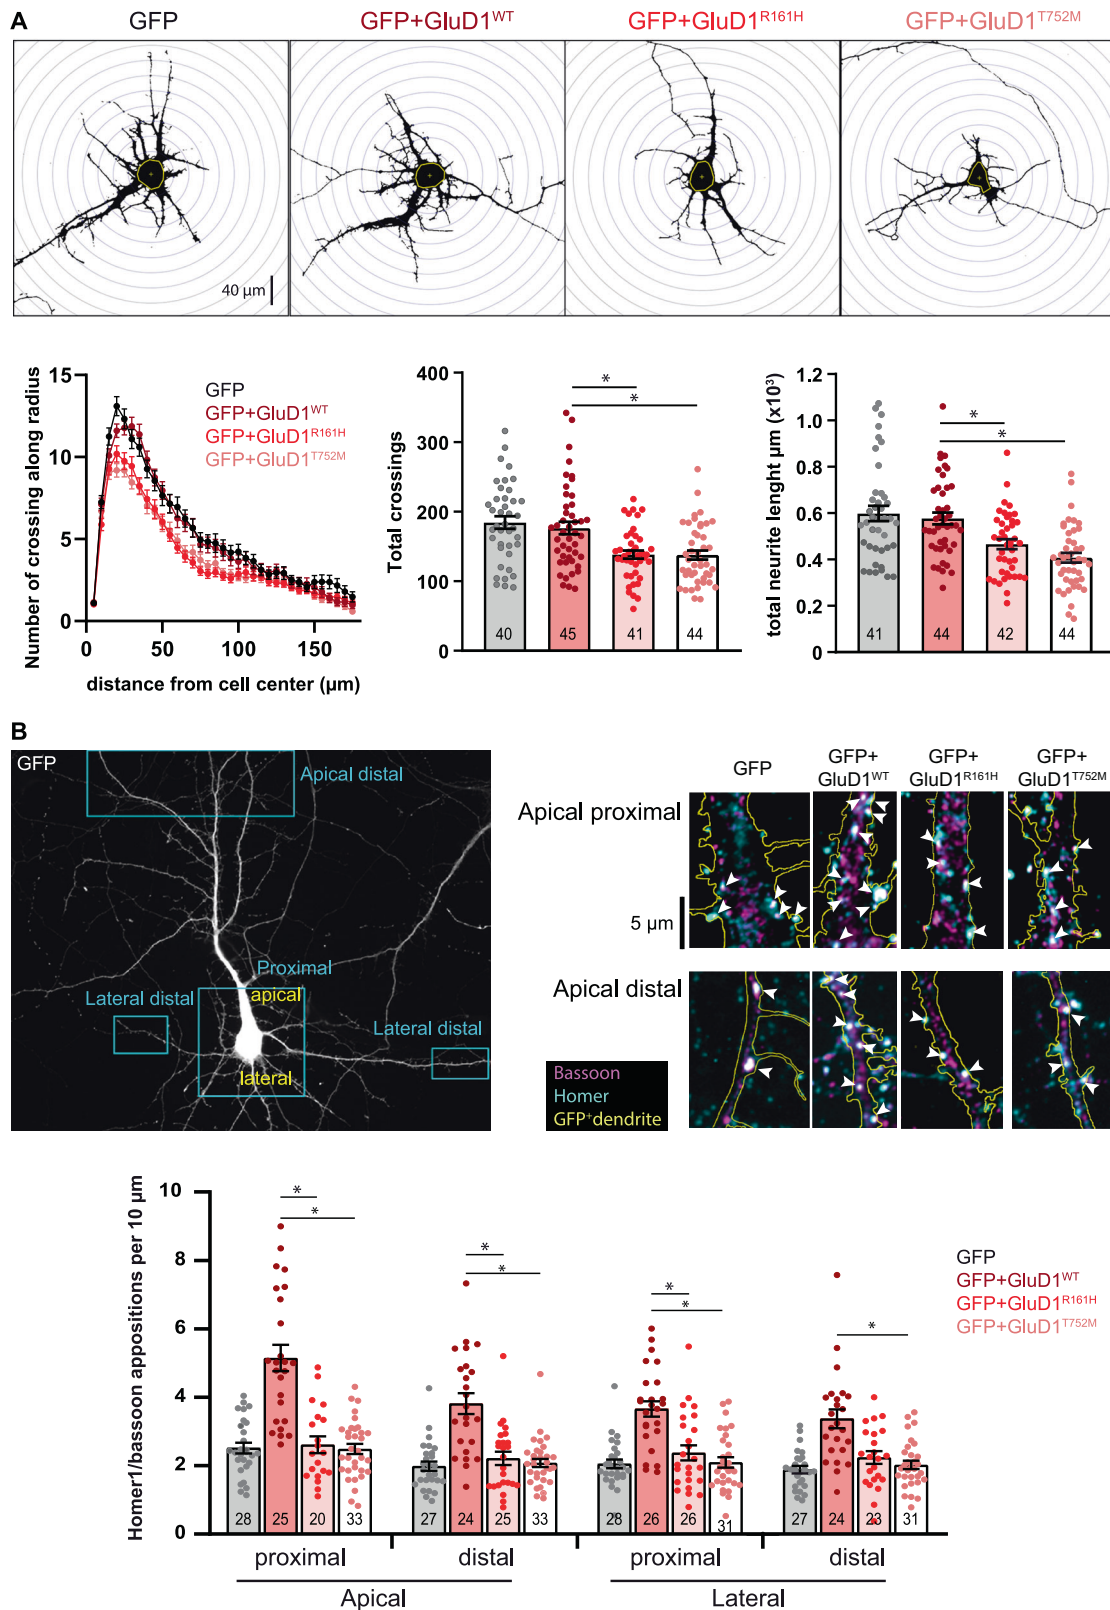 A
GFP
GFP+GluD1WT
GFP+GluD1R161H
GFP+GluD1T752M
40 µm
Number of crossing along radius
15
10
5
0
0
50
100
150
distance from cell center (µm)
GFP
GFP+GluD1WT
GFP+GluD1R161H
GFP+GluD1T752M
Total crossings
400
300
200
100
0
*
*
40
45
41
44
total neurite lenght µm (x10³)
1.2
1.0
0.8
0.6
0.4
0.2
0
*
*
41
44
42
44
B
GFP
Apical distal
Proximal
apical
Lateral distal
Lateral distal
lateral
GFP
GFP+
GluD1WT
GFP+
GluD1R161H
GFP+
GluD1T752M
Apical proximal
5 µm
Apical distal
Bassoon
Homer
GFP+dendrite
Homer1/bassoon appositions per 10 µm
10
8
6
4
2
0
*
*
*
*
*
*
*
28
25
20
33
27
24
25
33
28
26
26
31
27
24
23
31
proximal
distal
proximal
distal
Apical
Lateral
GFP
GFP+GluD1WT
GFP+GluD1R161H
GFP+GluD1T752M